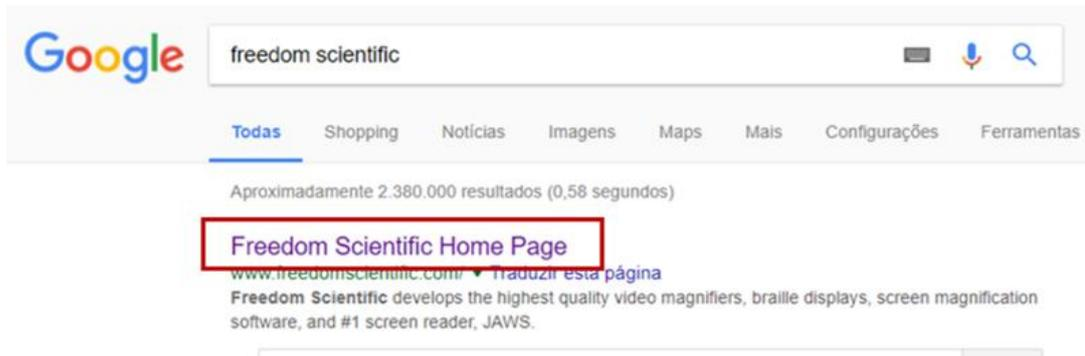 Google freedom scientific
Todas Shopping Notícias Imagens Maps Mais Configurações Ferramentas
Aproximadamente 2.380.000 resultados (0,58 segundos)
Freedom Scientific Home Page
www.freedomscientific.com/ ▼ Traduzir esta página
Freedom Scientific develops the highest quality video magnifiers, braille displays, screen magnification
software, and #1 screen reader, JAWS.